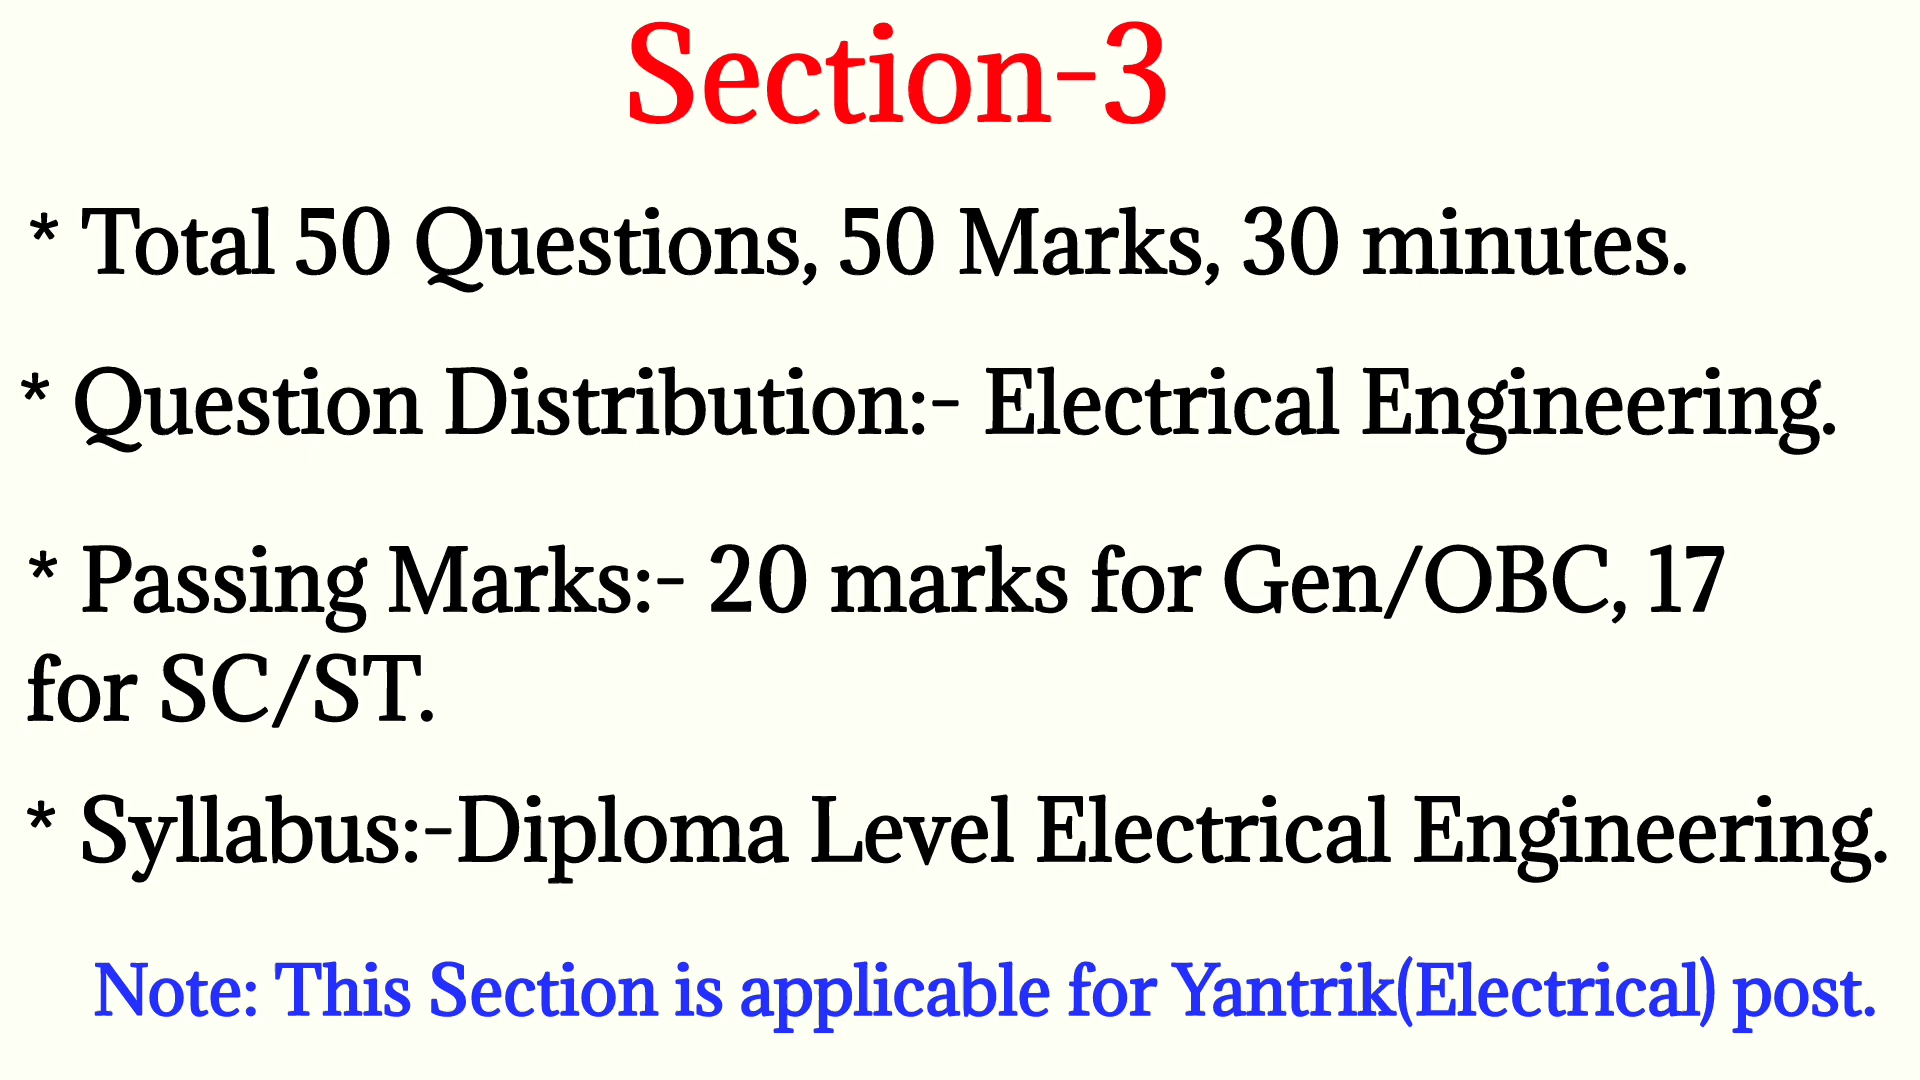 Section-3
* Total 50 Questions, 50 Marks, 30 minutes.
* Question Distribution:- Electrical Engineering.
* Passing Marks:- 20 marks for Gen/OBC, 17
for SC/ST.
* Syllabus:-Diploma Level Electrical Engineering.
Note: This Section is applicable for Yantrik(Electrical) post.